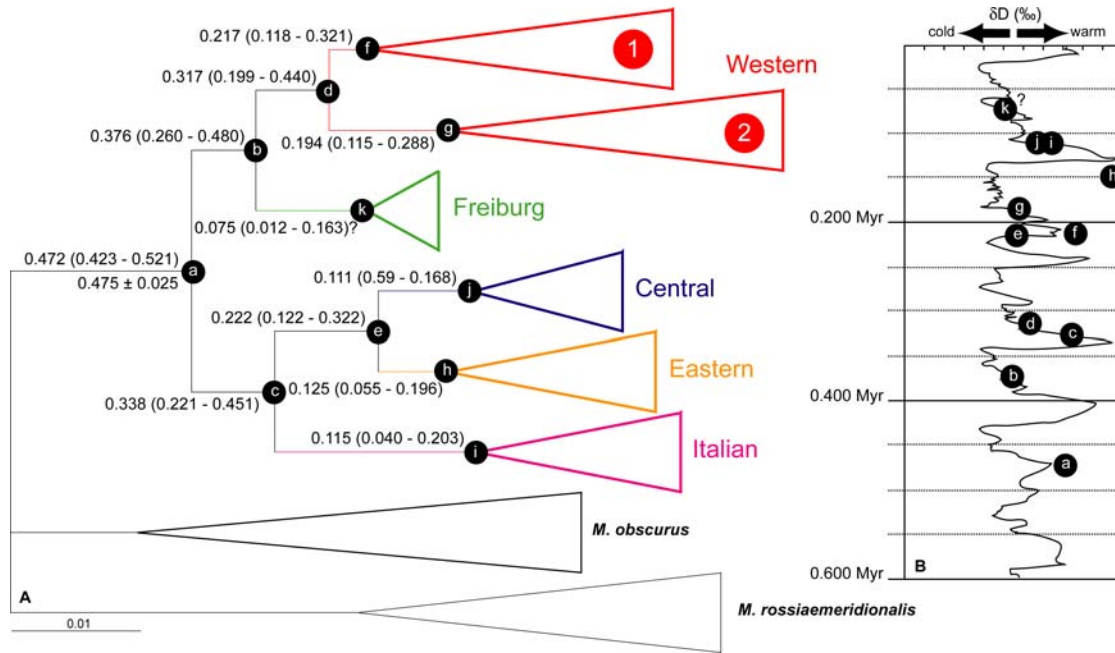 0.217 (0.118 - 0.321)
f
1
Western
0.317 (0.199 - 0.440)
d
0.376 (0.260 - 0.480)
g
2
0.194 (0.115 - 0.288)
b
k
Freiburg
0.075 (0.012 - 0.163)?
0.472 (0.423 - 0.521)
a
0.475 ± 0.025
0.111 (0.59 - 0.168)
j
Central
0.222 (0.122 - 0.322)
e
h
Eastern
0.125 (0.055 - 0.196)
c
0.338 (0.221 - 0.451)
0.115 (0.040 - 0.203)
i
Italian
M. obscurus
A
M. rossiaemeridionalis
0.01
δD (‰)
cold
warm
k
?
j
i
h
g
0.200 Myr
e
f
d
c
b
0.400 Myr
a
B
0.600 Myr